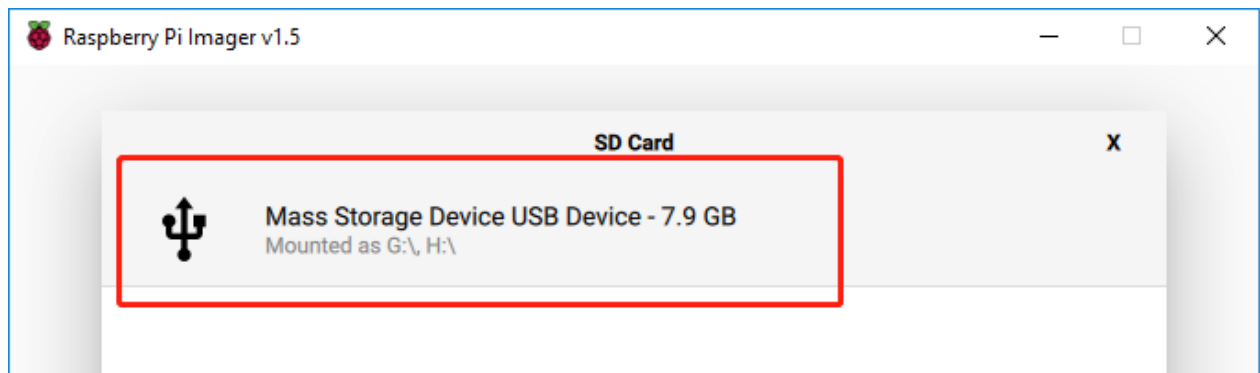 Raspberry Pi Imager v1.5
SD Card X
Mass Storage Device USB Device - 7.9 GB
Mounted as G:\, H:\